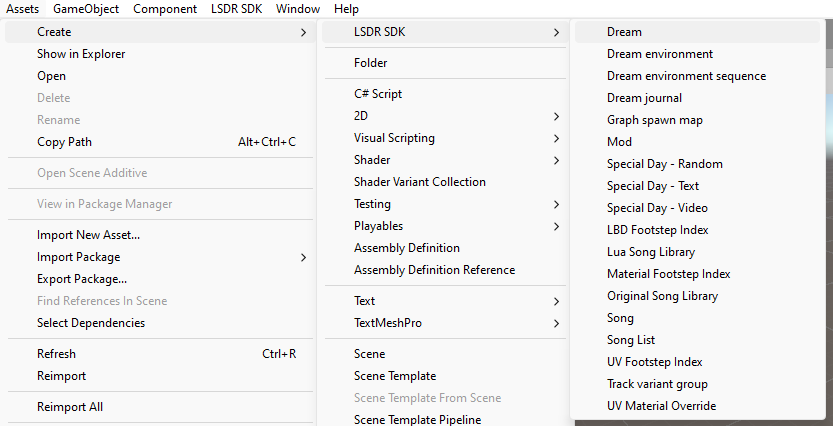 Assets GameObject Component LSDR SDK Window Help
Create
Show in Explorer
Open
Delete
Rename
Copy Path Alt+Ctrl+C
Open Scene Additive
View in Package Manager
Import New Asset...
Import Package
Export Package...
Find References In Scene
Select Dependencies
Refresh Ctrl+R
Reimport
Reimport All
LSDR SDK
Folder
C# Script
2D
Visual Scripting
Shader
Shader Variant Collection
Testing
Playables
Assembly Definition
Assembly Definition Reference
Text
TextMeshPro
Scene
Scene Template
Scene Template From Scene
Scene Template Pipeline
Dream
Dream environment
Dream environment sequence
Dream journal
Graph spawn map
Mod
Special Day - Random
Special Day - Text
Special Day - Video
LBD Footstep Index
Lua Song Library
Material Footstep Index
Original Song Library
Song
Song List
UV Footstep Index
Track variant group
UV Material Override